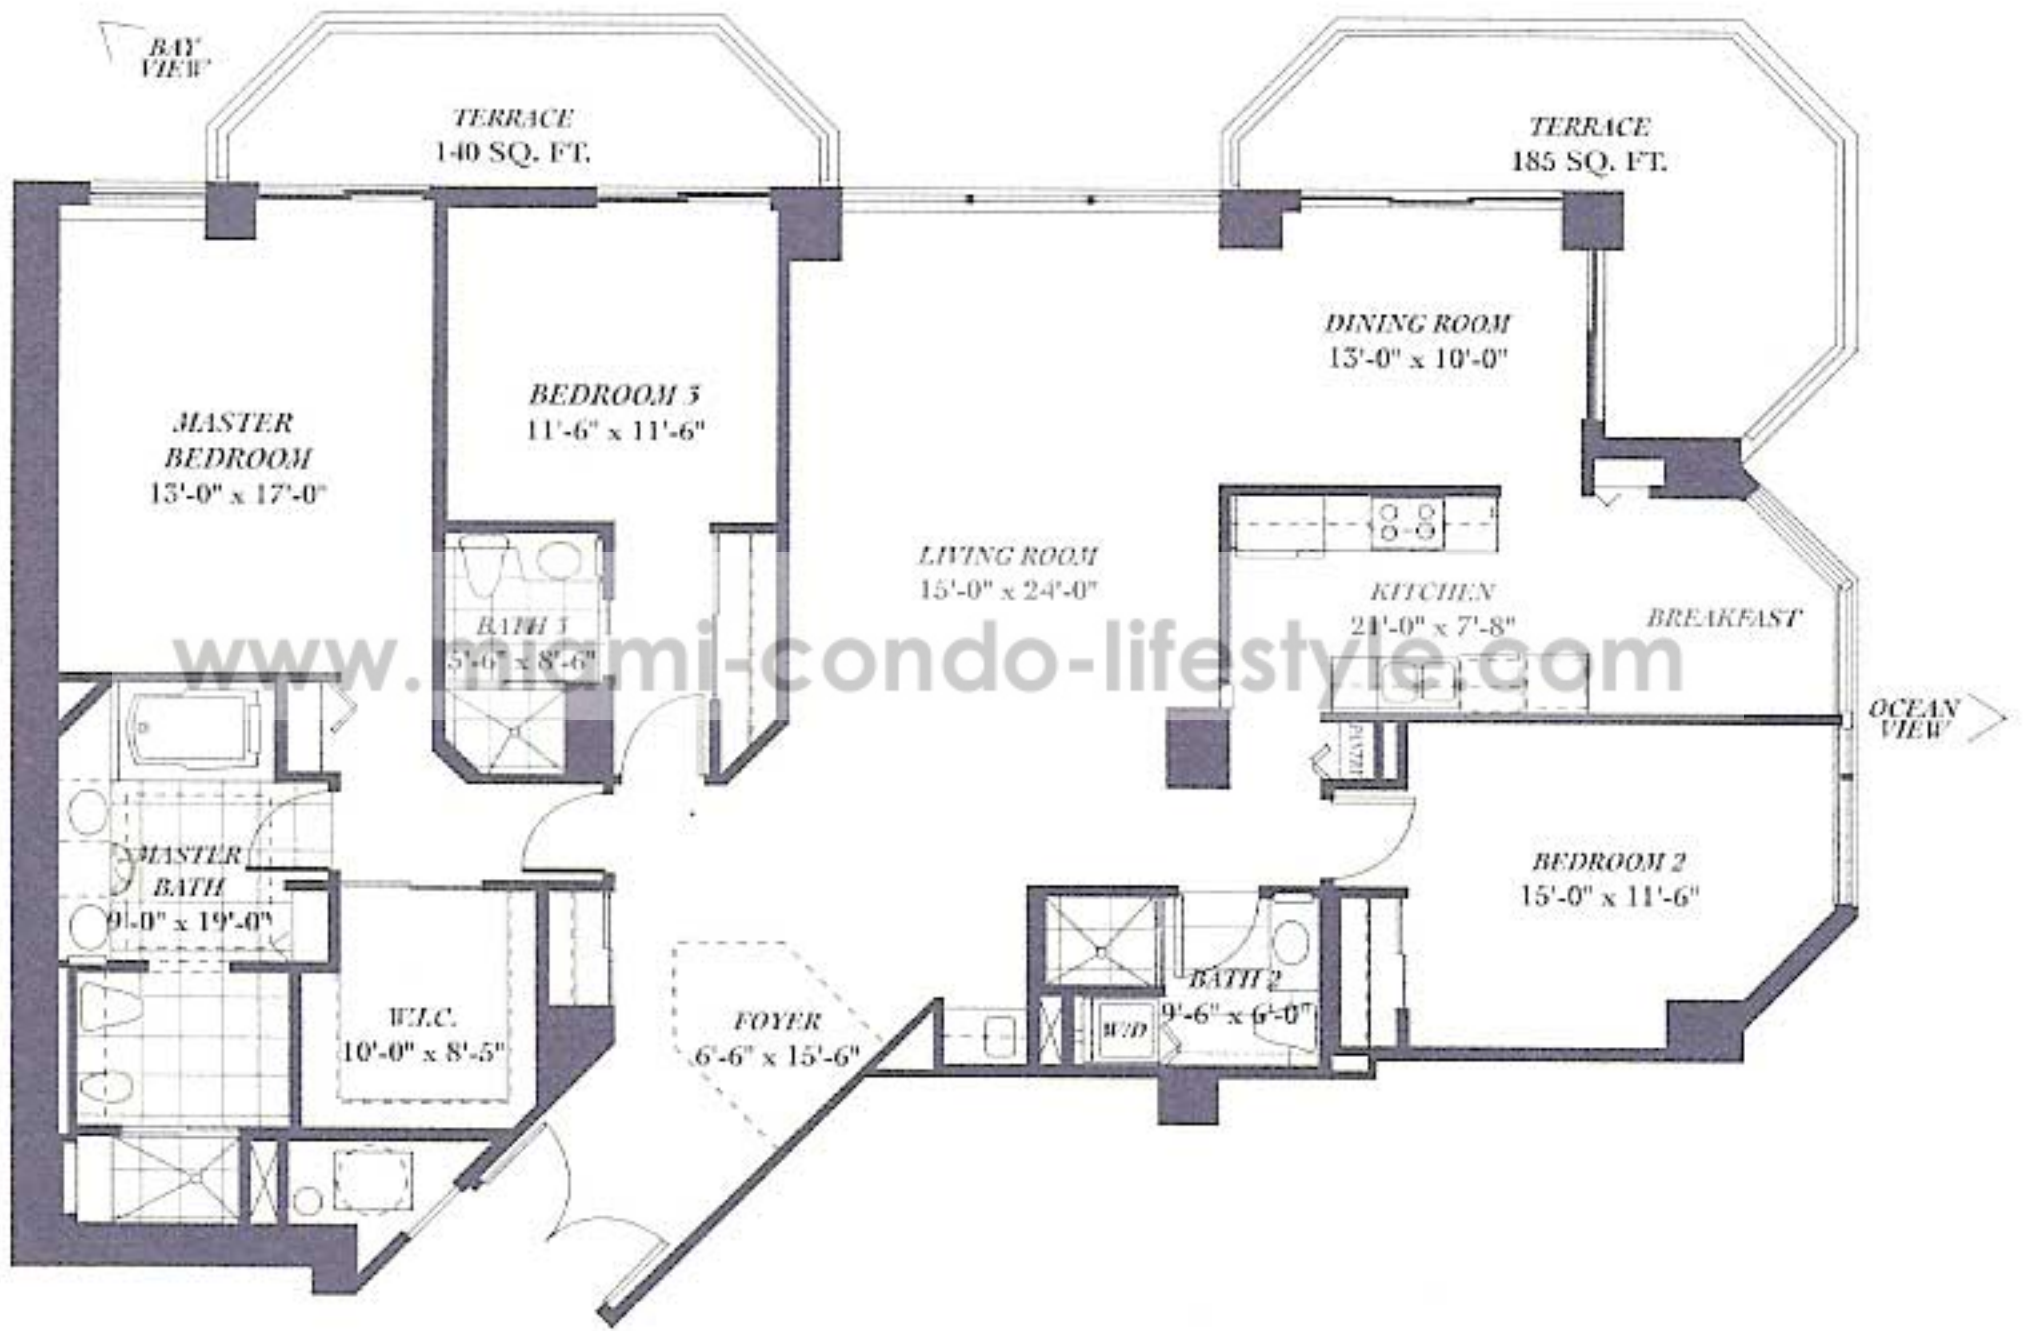 BAY
VIEW
TERRACE
140 SQ. FT.
TERRACE
185 SQ. FT.
DINING ROOM
13'-0" x 10'-0"
BEDROOM 3
11'-6" x 11'-6"
MASTER
BEDROOM
13'-0" x 17'-0"
LIVING ROOM
15'-0" x 24'-0"
KITCHEN
21'-0" x 7'-8"
BREAKFAST
BATH 3
5'-6" x 8'-6"
www.miami-condo-lifestyle.com
OCEAN
VIEW
PANTRY
MASTER
BATH
9'-0" x 19'-0"
BEDROOM 2
15'-0" x 11'-6"
BATH 2
9'-6" x 6'-0"
W/D
W.I.C.
10'-0" x 8'-5"
FOYER
6'-6" x 15'-6"